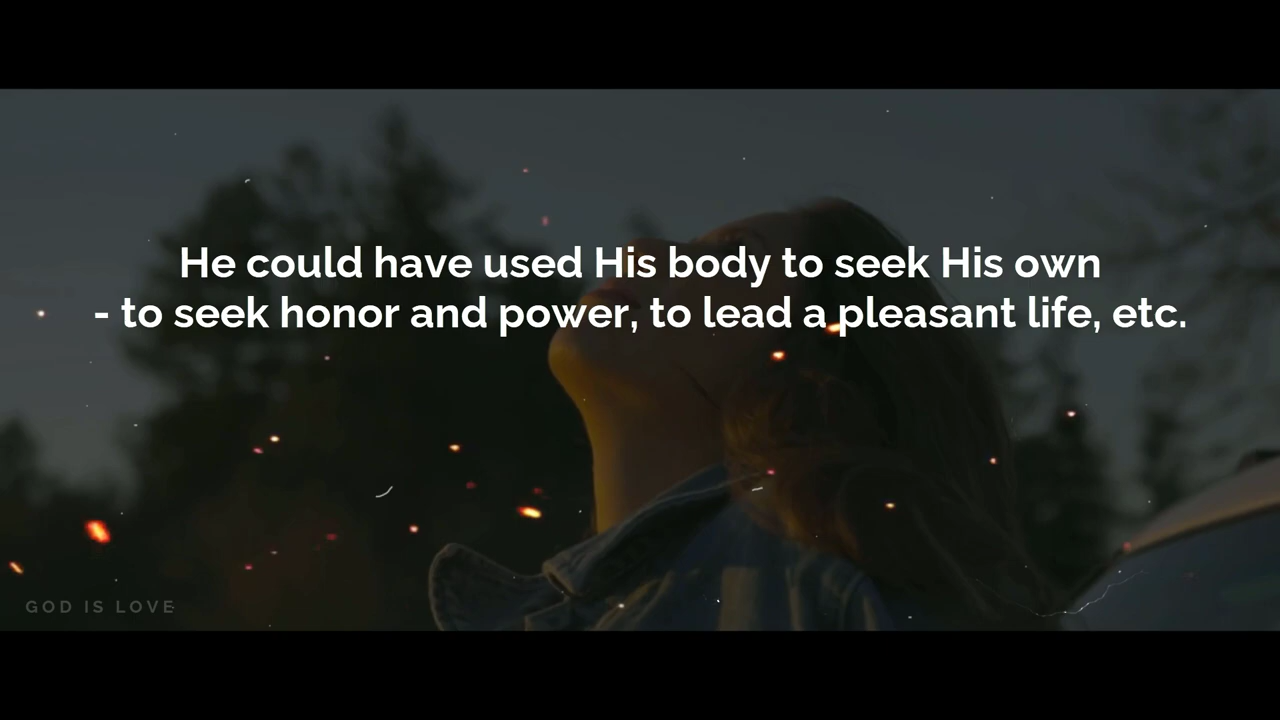 He could have used His body to seek His own
- to seek honor and power, to lead a pleasant life, etc.
GOD IS LOVE